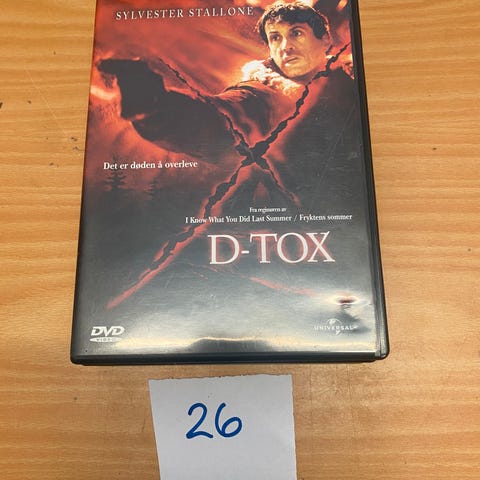 SYLVESTER STALLONE
Det er døden å overleve
Fra regissøren av
I Know What You Did Last Summer / Fryktens sommer
D-TOX
DVD
VIDEO
UNIVERSAL
26